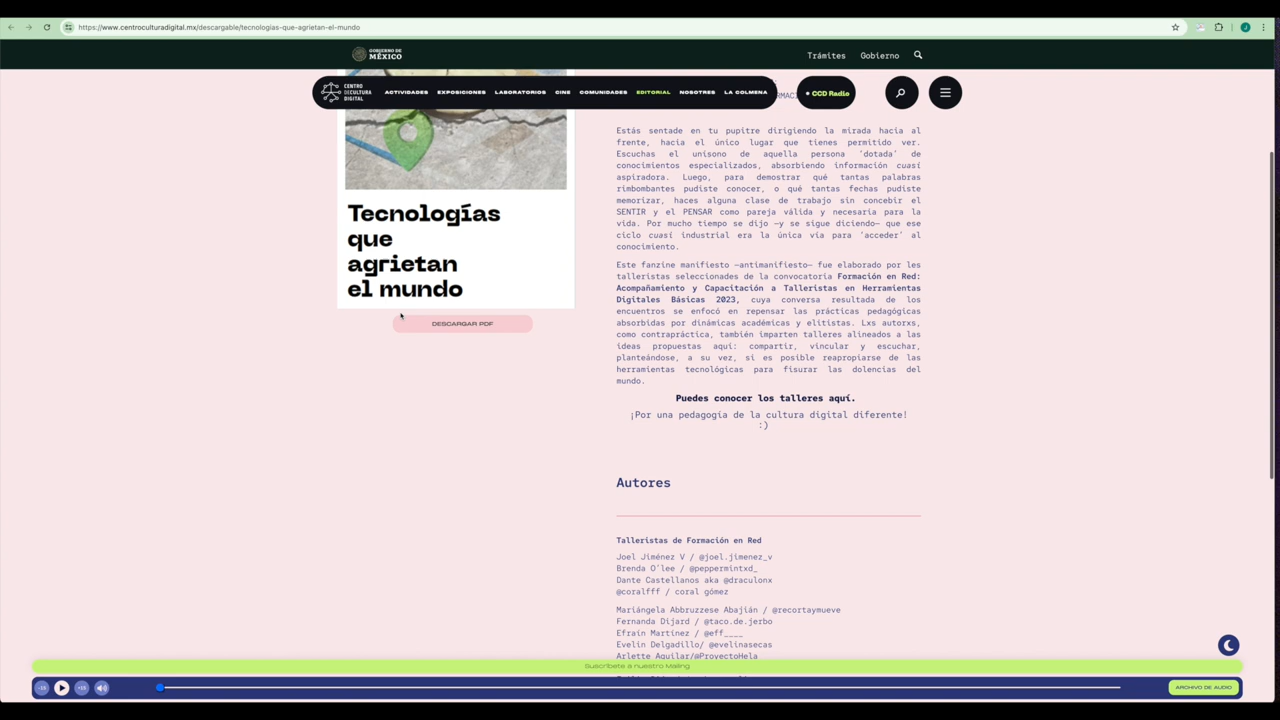 https://www.centroculturadigital.mx/descargable/tecnologias-que-agrietan-el-mundo
GOBIERNO DE
MÉXICO
Trámites
Gobierno
CENTRO
DE CULTURA
DIGITAL
ACTIVIDADES
EXPOSICIONES
LABORATORIOS
CINE
COMUNIDADES
EDITORIAL
NOSOTRES
LA COLMENA
CCD Radio
Estás sentade en tu pupitre dirigiendo la mirada hacia al
frente, hacia el único lugar que tienes permitido ver.
Escuchas el unísono de aquella persona 'dotada' de
conocimientos especializados, absorbiendo información cuasi
aspiradora. Luego, para demostrar qué tantas palabras
rimbombantes pudiste conocer, o qué tantas fechas pudiste
memorizar, haces alguna clase de trabajo sin concebir el
SENTIR y el PENSAR como pareja válida y necesaria para la
vida. Por mucho tiempo se dijo —y se sigue diciendo— que ese
ciclo cuasi industrial era la única vía para 'acceder' al
conocimiento.
Este fanzine manifiesto —antimanifiesto— fue elaborado por les
talleristas seleccionades de la convocatoria Formación en Red:
Acompañamiento y Capacitación a Talleristas en Herramientas
Digitales Básicas 2023, cuya conversa resultada de los
encuentros se enfocó en repensar las prácticas pedagógicas
absorbidas por dinámicas académicas y elitistas. Lxs autorxs,
como contrapráctica, también imparten talleres alineados a las
ideas propuestas aquí: compartir, vincular y escuchar,
planteándose, a su vez, si es posible reapropiarse de las
herramientas tecnológicas para fisurar las dolencias del
mundo.
Puedes conocer los talleres aquí.
¡Por una pedagogía de la cultura digital diferente!
:)
Tecnologías
que
agrietan
el mundo
DESCARGAR PDF
Autores
Talleristas de Formación en Red
Joel Jiménez V / @joel.jimenez_v
Brenda O'lee / @peppermintxd_
Dante Castellanos aka @draculonx
@coralfff / coral gómez
Mariángela Abbruzzese Abajián / @recortaymueve
Fernanda Dijard / @taco.de.jerbo
Efraín Martínez / @eff____
Evelin Delgadillo/ @evelinasecas
Arlette Aguilar/@ProyectoHela
Suscríbete a nuestro Mailing
-15
+15
ARCHIVO DE AUDIO